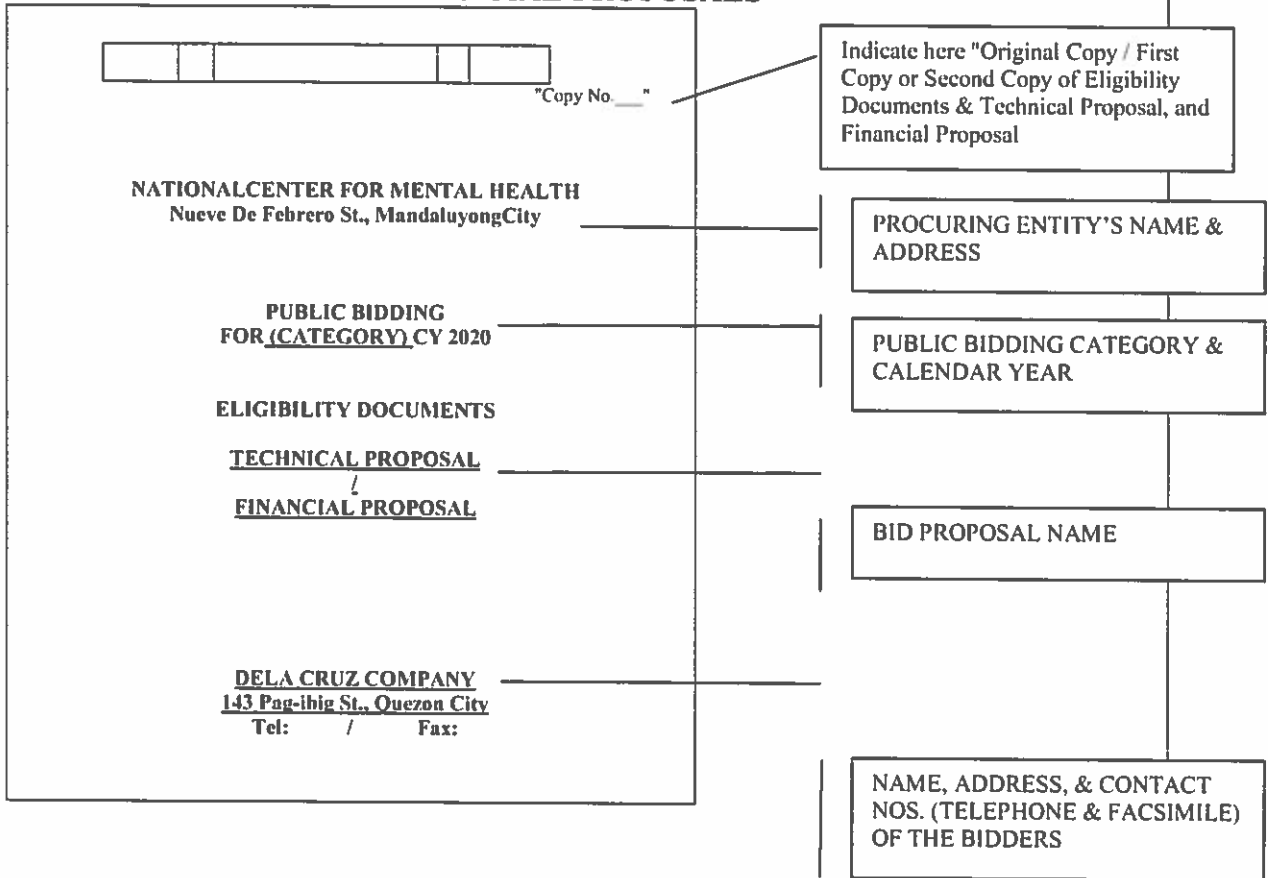 PROPOSALS
"Copy No.___"
Indicate here "Original Copy / First
Copy or Second Copy of Eligibility
Documents & Technical Proposal, and
Financial Proposal
NATIONALCENTER FOR MENTAL HEALTH
Nueve De Febrero St., MandaluyongCity
PROCURING ENTITY'S NAME &
ADDRESS
PUBLIC BIDDING
FOR (CATEGORY) CY 2020
PUBLIC BIDDING CATEGORY &
CALENDAR YEAR
ELIGIBILITY DOCUMENTS
TECHNICAL PROPOSAL
/
FINANCIAL PROPOSAL
BID PROPOSAL NAME
DELA CRUZ COMPANY
143 Pag-ibig St., Quezon City
Tel: / Fax:
NAME, ADDRESS, & CONTACT
NOS. (TELEPHONE & FACSIMILE)
OF THE BIDDERS